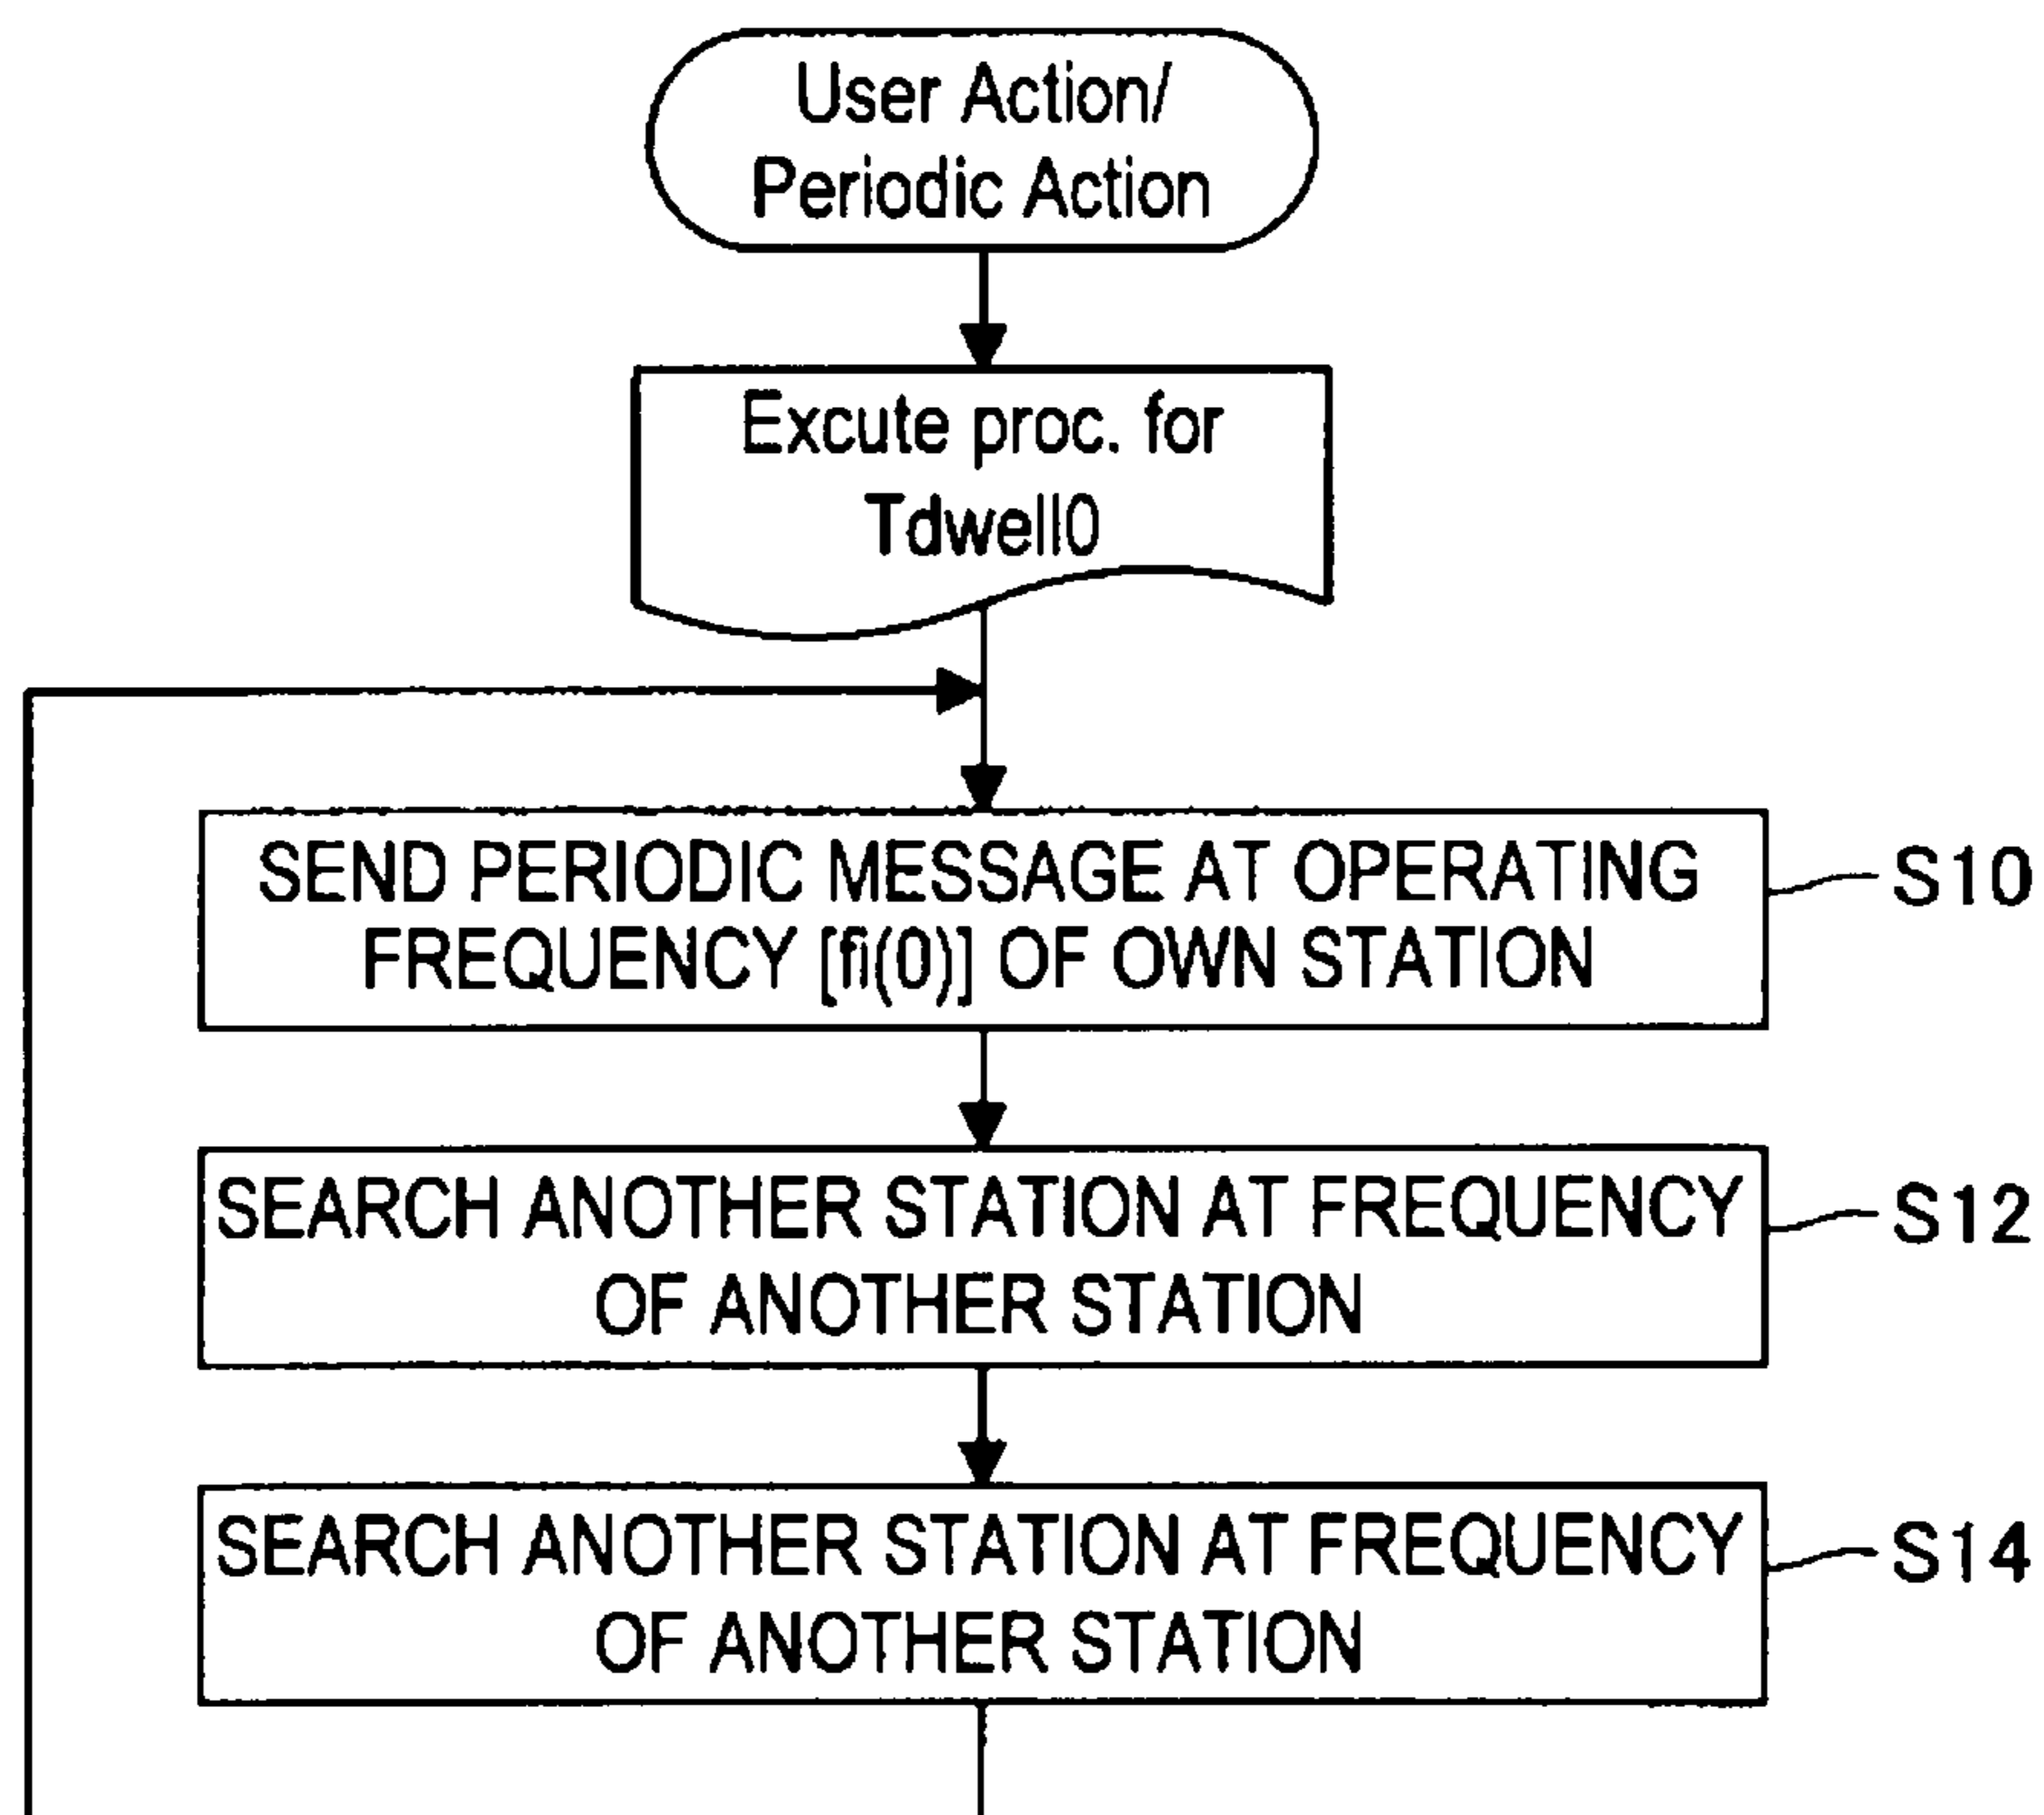 User Action/
Periodic Action
Excute proc. for
Tdwell0
SEND PERIODIC MESSAGE AT OPERATING
FREQUENCY [fi(0)] OF OWN STATION
S10
SEARCH ANOTHER STATION AT FREQUENCY
OF ANOTHER STATION
S12
SEARCH ANOTHER STATION AT FREQUENCY
OF ANOTHER STATION
S14